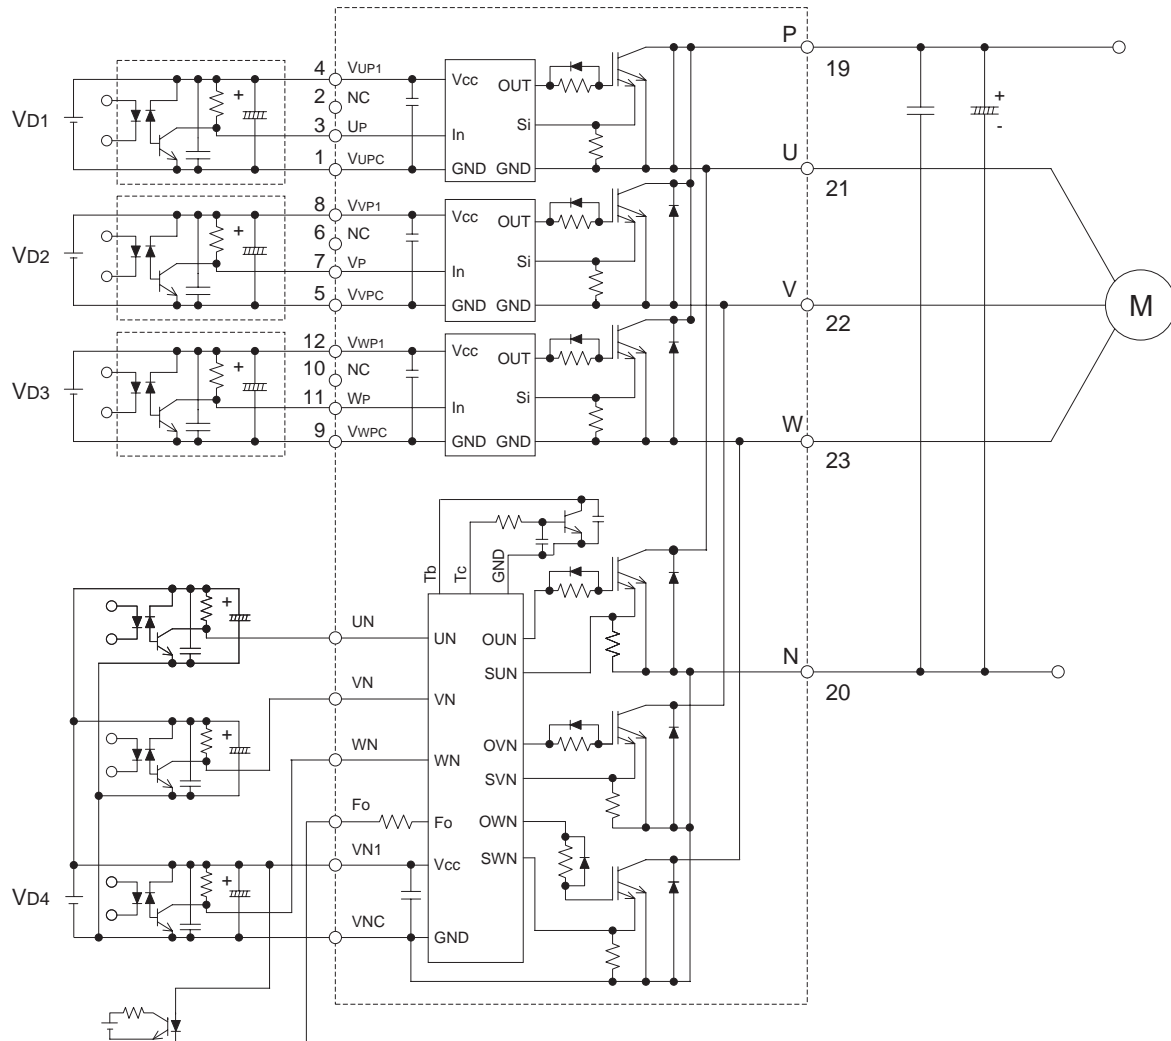 P
19
4 VUP1
Vcc
OUT
2 NC
+
VD1
3 UP
In
Si
1 VUPC
GND GND
U
21
+
-
8 VVP1
Vcc
OUT
6 NC
+
VD2
7 VP
In
Si
5 VVPC
GND GND
V
22
M
12 VWP1
Vcc
OUT
10 NC
+
VD3
11 WP
In
Si
9 VWPC
GND GND
W
23
Tb
Tc
GND
+
UN
UN
OUN
SUN
N
20
VN
VN
+
WN
WN
OVN
SVN
Fo
Fo
OWN
VN1
Vcc
SWN
+
VD4
VNC
GND